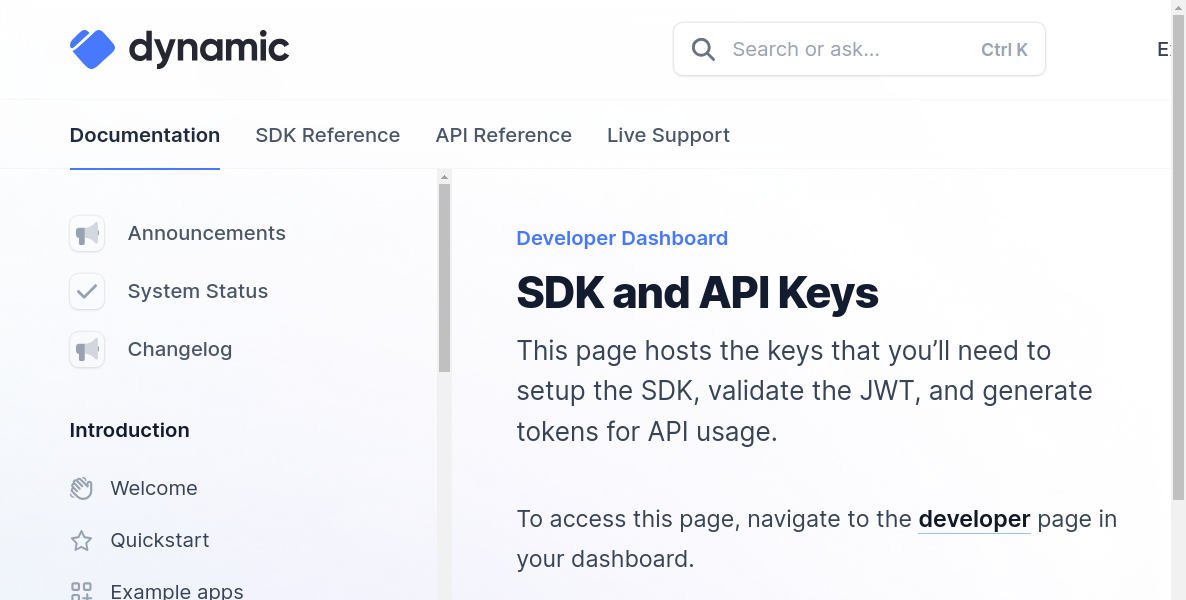 dynamic
Search or ask...
Ctrl K
Documentation
SDK Reference
API Reference
Live Support
Announcements
System Status
Changelog
Introduction
Welcome
Quickstart
Example apps
Developer Dashboard
SDK and API Keys
This page hosts the keys that you’ll need to
setup the SDK, validate the JWT, and generate
tokens for API usage.
To access this page, navigate to the developer page in
your dashboard.